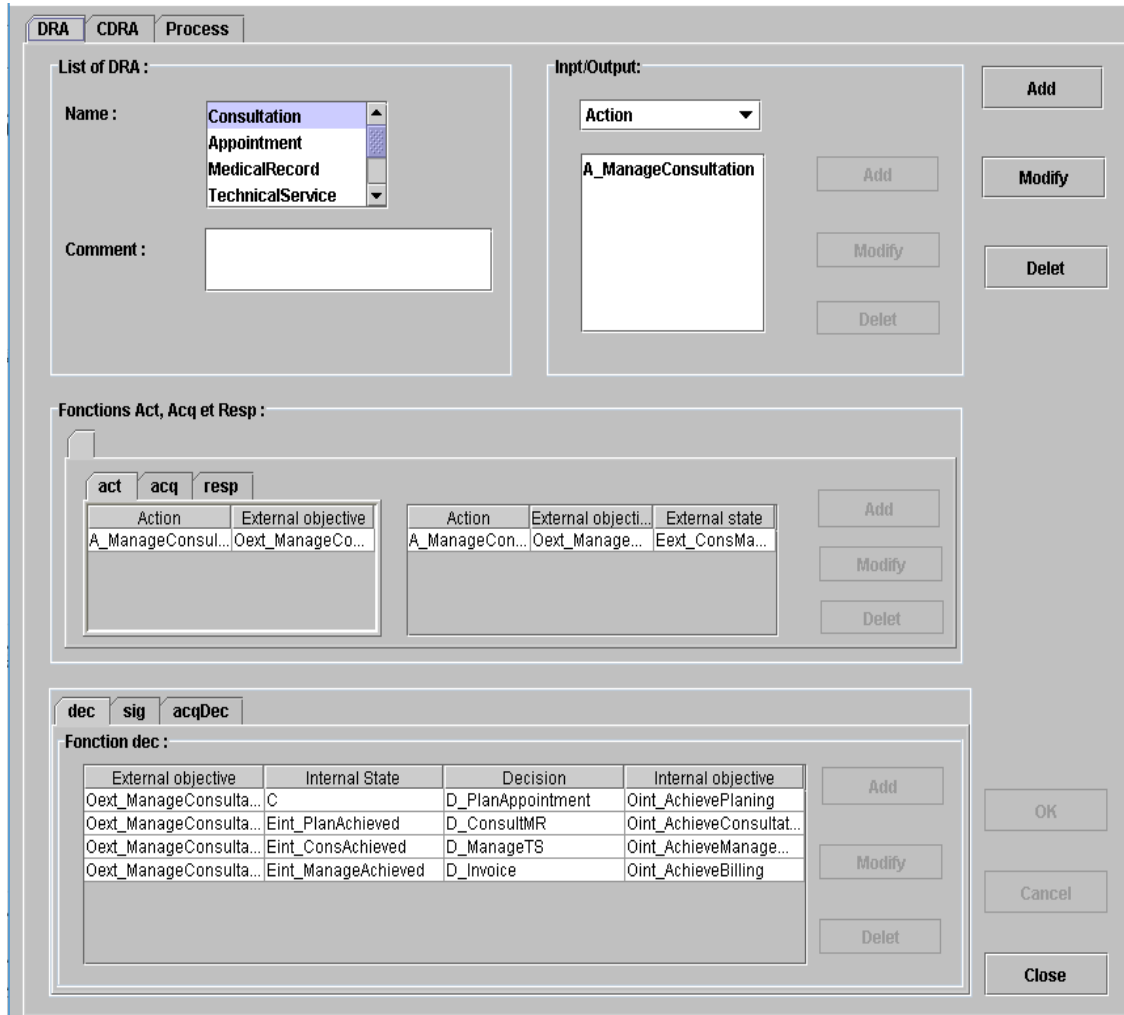 DRA CDRA Process
List of DRA :
Name :
Consultation
Appointment
MedicalRecord
TechnicalService
Comment :
Inpt/Output:
Action
A_ManageConsultation
Add
Modify
Delet
Add
Modify
Delet
Fonctions Act, Acq et Resp :
act acq resp
Action External objective
A_ManageConsul... Oext_ManageCo...
Action External objecti... External state
A_ManageCon... Oext_Manage... Eext_ConsMa...
Add
Modify
Delet
dec sig acqDec
Fonction dec :
External objective Internal State Decision Internal objective
Oext_ManageConsulta... C D_PlanAppointment Oint_AchievePlaning
Oext_ManageConsulta... Eint_PlanAchieved D_ConsultMR Oint_AchieveConsultat...
Oext_ManageConsulta... Eint_ConsAchieved D_ManageTS Oint_AchieveManage...
Oext_ManageConsulta... Eint_ManageAchieved D_Invoice Oint_AchieveBilling
Add
Modify
Delet
OK
Cancel
Close